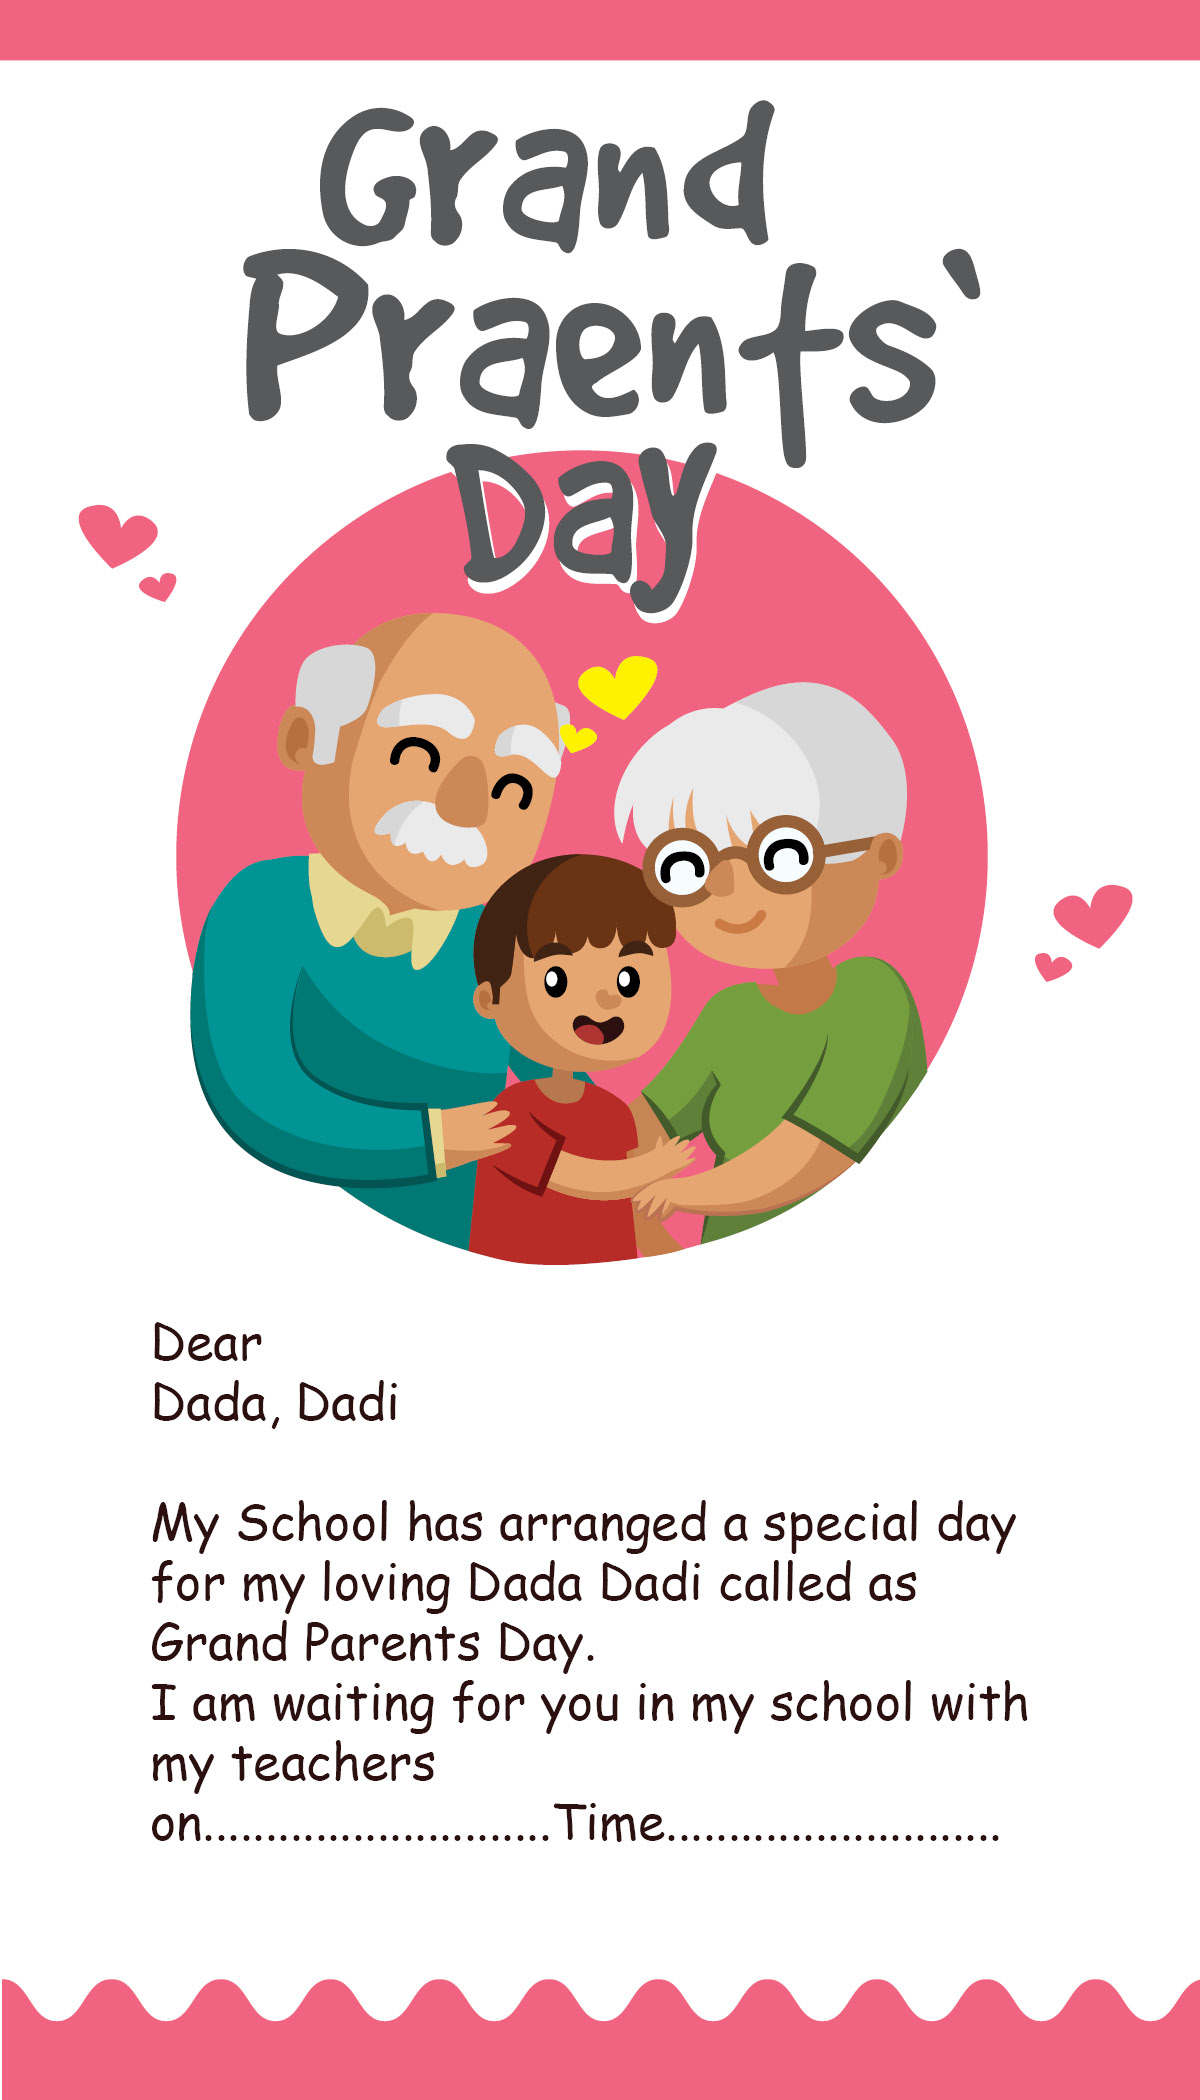 Grand
Praents`
Day
Dear
Dada, Dadi
My School has arranged a special day
for my loving Dada Dadi called as
Grand Parents Day.
I am waiting for you in my school with
my teachers
on............................Time...........................